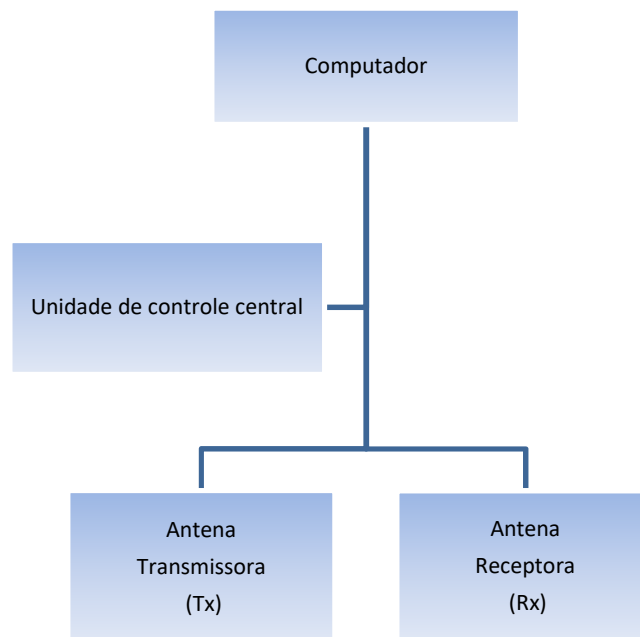 Computador
Unidade de controle central
Antena
Transmissora
(Tx)
Antena
Receptora
(Rx)